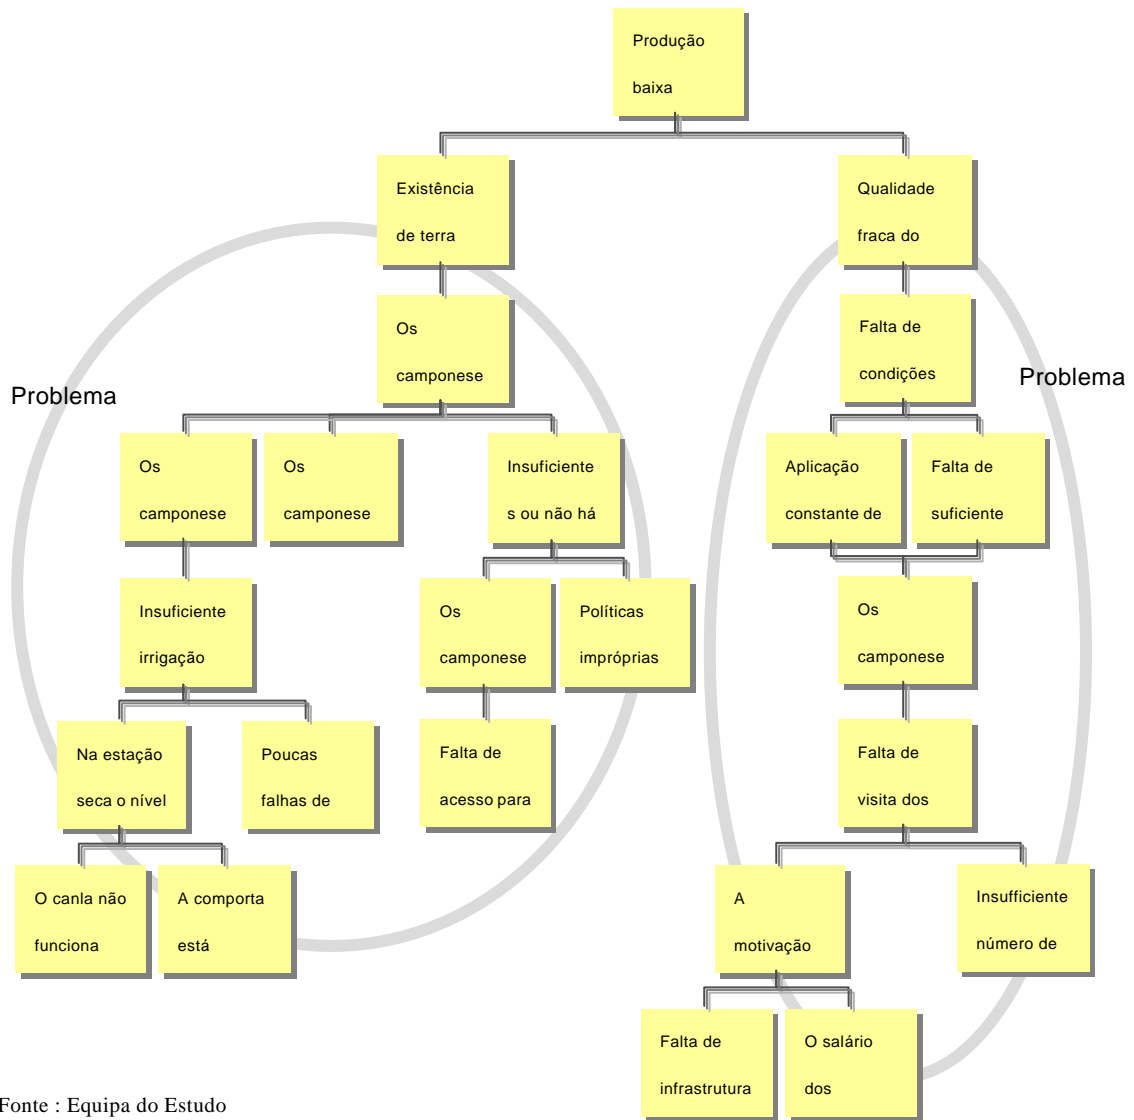 Produção
baixa
Existência
de terra
Qualidade
fraca do
Os
camponese
Falta de
condições
Problema
Problema
Os
camponese
Os
camponese
Insuficiente
s ou não há
Aplicação
constante de
Falta de
suficiente
Insuficiente
irrigação
Os
camponese
Políticas
impróprias
Os
camponese
Na estação
seca o nível
Poucas
falhas de
Falta de
acesso para
Falta de
visita dos
O canla não
funciona
A comporta
está
A
motivação
Insufficiente
número de
Falta de
infrastrutura
O salário
dos
Fonte : Equipa do Estudo